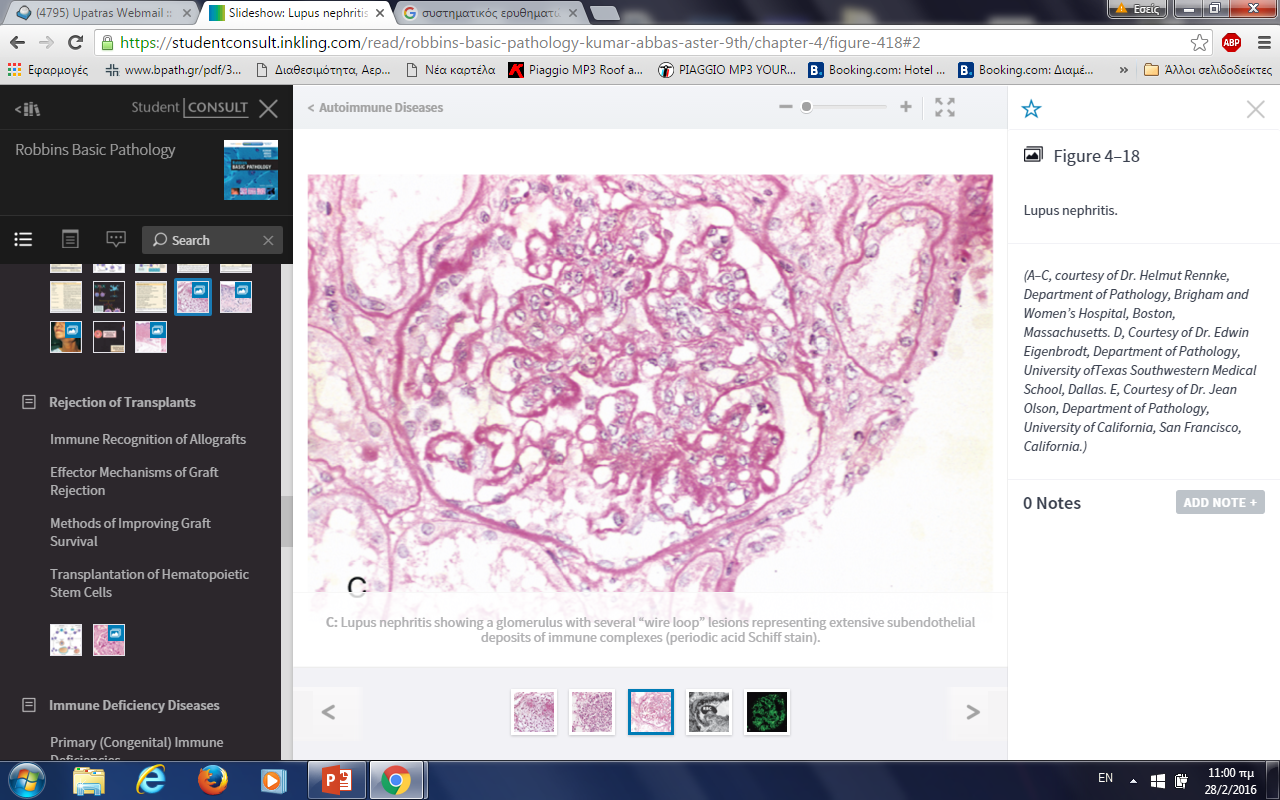 (4795) Upatras Webmail ::
Slideshow: Lupus nephritis
συστηματικός ερυθηματώ
Εσείς
https://studentconsult.inkling.com/read/robbins-basic-pathology-kumar-abbas-aster-9th/chapter-4/figure-418#2
ABP
Εφαρμογές
www.bpath.gr/pdf/3...
Διαθεσιμότητα, Αερ...
Νέα καρτέλα
Piaggio MP3 Roof a...
PIAGGIO MP3 YOUR...
Booking.com: Hotel ...
Booking.com: Διαμέ...
»
Άλλοι σελιδοδείκτες
Student CONSULT
Robbins Basic Pathology
Search
Rejection of Transplants
Immune Recognition of Allografts
Effector Mechanisms of Graft
Rejection
Methods of Improving Graft
Survival
Transplantation of Hematopoietic
Stem Cells
Immune Deficiency Diseases
Primary (Congenital) Immune
Deficiencies
< Autoimmune Diseases
C
C: Lupus nephritis showing a glomerulus with several “wire loop” lesions representing extensive subendothelial
deposits of immune complexes (periodic acid Schiff stain).
Figure 4–18
Lupus nephritis.
(A–C, courtesy of Dr. Helmut Rennke,
Department of Pathology, Brigham and
Women’s Hospital, Boston,
Massachusetts. D, Courtesy of Dr. Edwin
Eigenbrodt, Department of Pathology,
University ofTexas Southwestern Medical
School, Dallas. E, Courtesy of Dr. Jean
Olson, Department of Pathology,
University of California, San Francisco,
California.)
0 Notes
ADD NOTE +
EN
11:00 πμ
28/2/2016